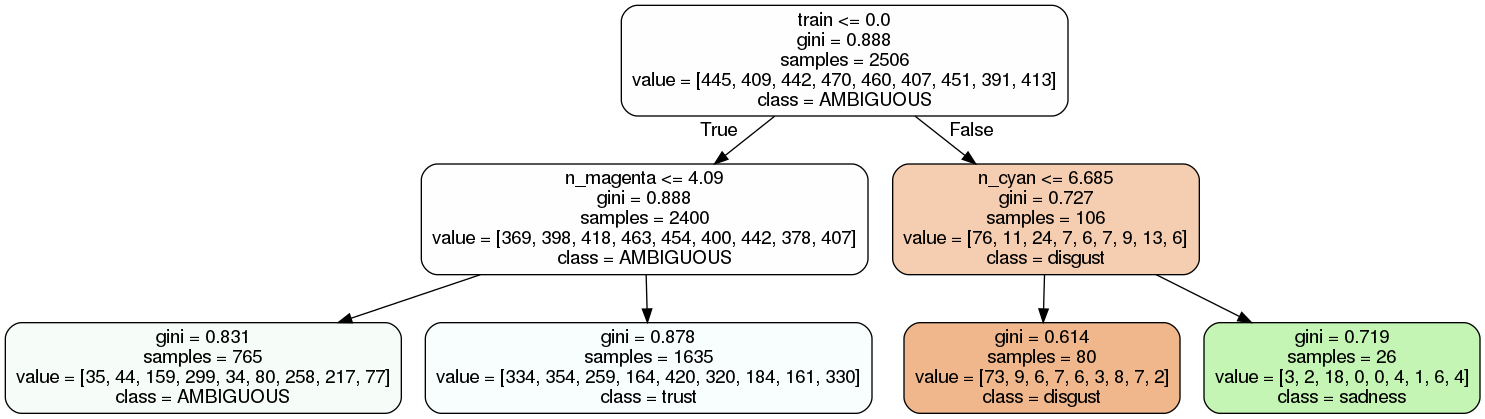 train <= 0.0
gini = 0.888
samples = 2506
value = [445, 409, 442, 470, 460, 407, 451, 391, 413]
class = AMBIGUOUS
True
False
n_magenta <= 4.09
gini = 0.888
samples = 2400
value = [369, 398, 418, 463, 454, 400, 442, 378, 407]
class = AMBIGUOUS
n_cyan <= 6.685
gini = 0.727
samples = 106
value = [76, 11, 24, 7, 6, 7, 9, 13, 6]
class = disgust
gini = 0.831
samples = 765
value = [35, 44, 159, 299, 34, 80, 258, 217, 77]
class = AMBIGUOUS
gini = 0.878
samples = 1635
value = [334, 354, 259, 164, 420, 320, 184, 161, 330]
class = trust
gini = 0.614
samples = 80
value = [73, 9, 6, 7, 6, 3, 8, 7, 2]
class = disgust
gini = 0.719
samples = 26
value = [3, 2, 18, 0, 0, 4, 1, 6, 4]
class = sadness